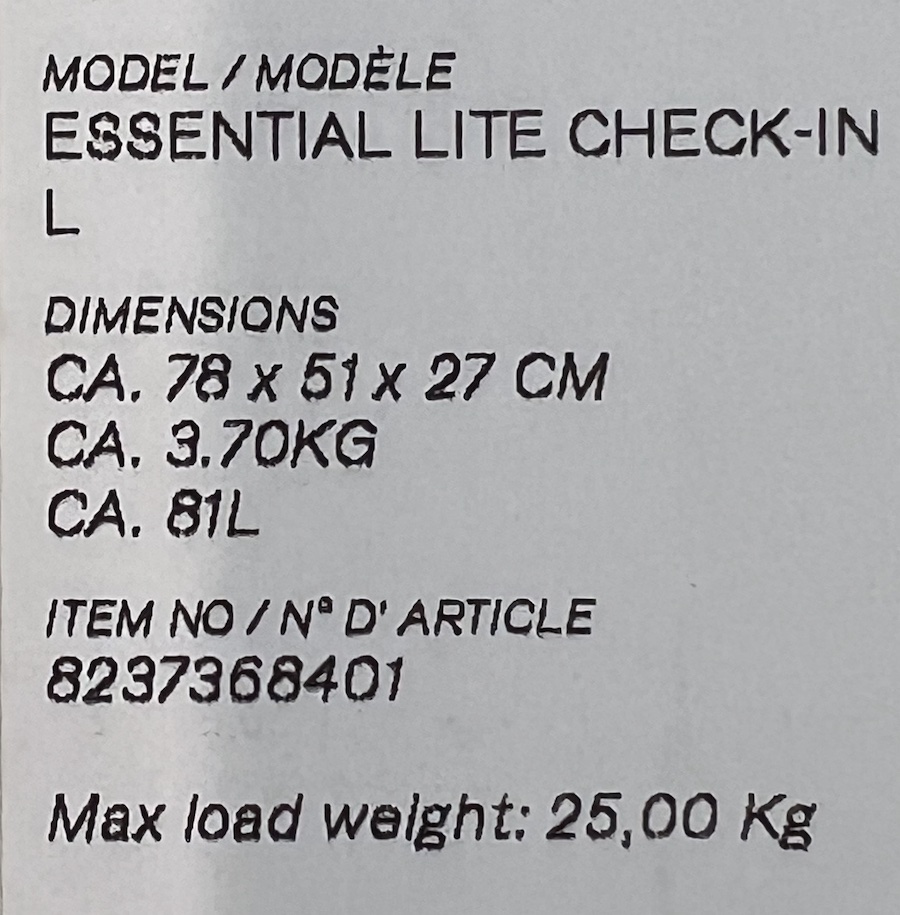 MODEL / MODÈLE
ESSENTIAL LITE CHECK-IN
L
DIMENSIONS
CA. 78 x 51 x 27 CM
CA. 3.70KG
CA. 81L
ITEM NO / Nº D' ARTICLE
8237368401
Max load weight: 25,00 Kg